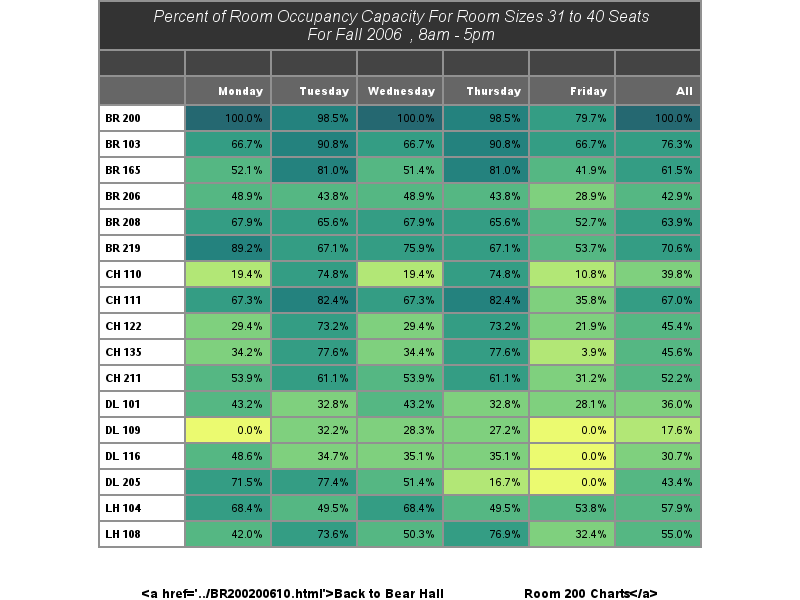 Percent of Room Occupancy Capacity For Room Sizes 31 to 40 Seats
For Fall 2006 , 8am - 5pm
Monday Tuesday Wednesday Thursday Friday All
BR 200 100.0% 98.5% 100.0% 98.5% 79.7% 100.0%
BR 103 66.7% 90.8% 66.7% 90.8% 66.7% 76.3%
BR 165 52.1% 81.0% 51.4% 81.0% 41.9% 61.5%
BR 206 48.9% 43.8% 48.9% 43.8% 28.9% 42.9%
BR 208 67.9% 65.6% 67.9% 65.6% 52.7% 63.9%
BR 219 89.2% 67.1% 75.9% 67.1% 53.7% 70.6%
CH 110 19.4% 74.8% 19.4% 74.8% 10.8% 39.8%
CH 111 67.3% 82.4% 67.3% 82.4% 35.8% 67.0%
CH 122 29.4% 73.2% 29.4% 73.2% 21.9% 45.4%
CH 135 34.2% 77.6% 34.4% 77.6% 3.9% 45.6%
CH 211 53.9% 61.1% 53.9% 61.1% 31.2% 52.2%
DL 101 43.2% 32.8% 43.2% 32.8% 28.1% 36.0%
DL 109 0.0% 32.2% 28.3% 27.2% 0.0% 17.6%
DL 116 48.6% 34.7% 35.1% 35.1% 0.0% 30.7%
DL 205 71.5% 77.4% 51.4% 16.7% 0.0% 43.4%
LH 104 68.4% 49.5% 68.4% 49.5% 53.8% 57.9%
LH 108 42.0% 73.6% 50.3% 76.9% 32.4% 55.0%
<a href='../BR200200610.html'>Back to Bear Hall Room 200 Charts</a>